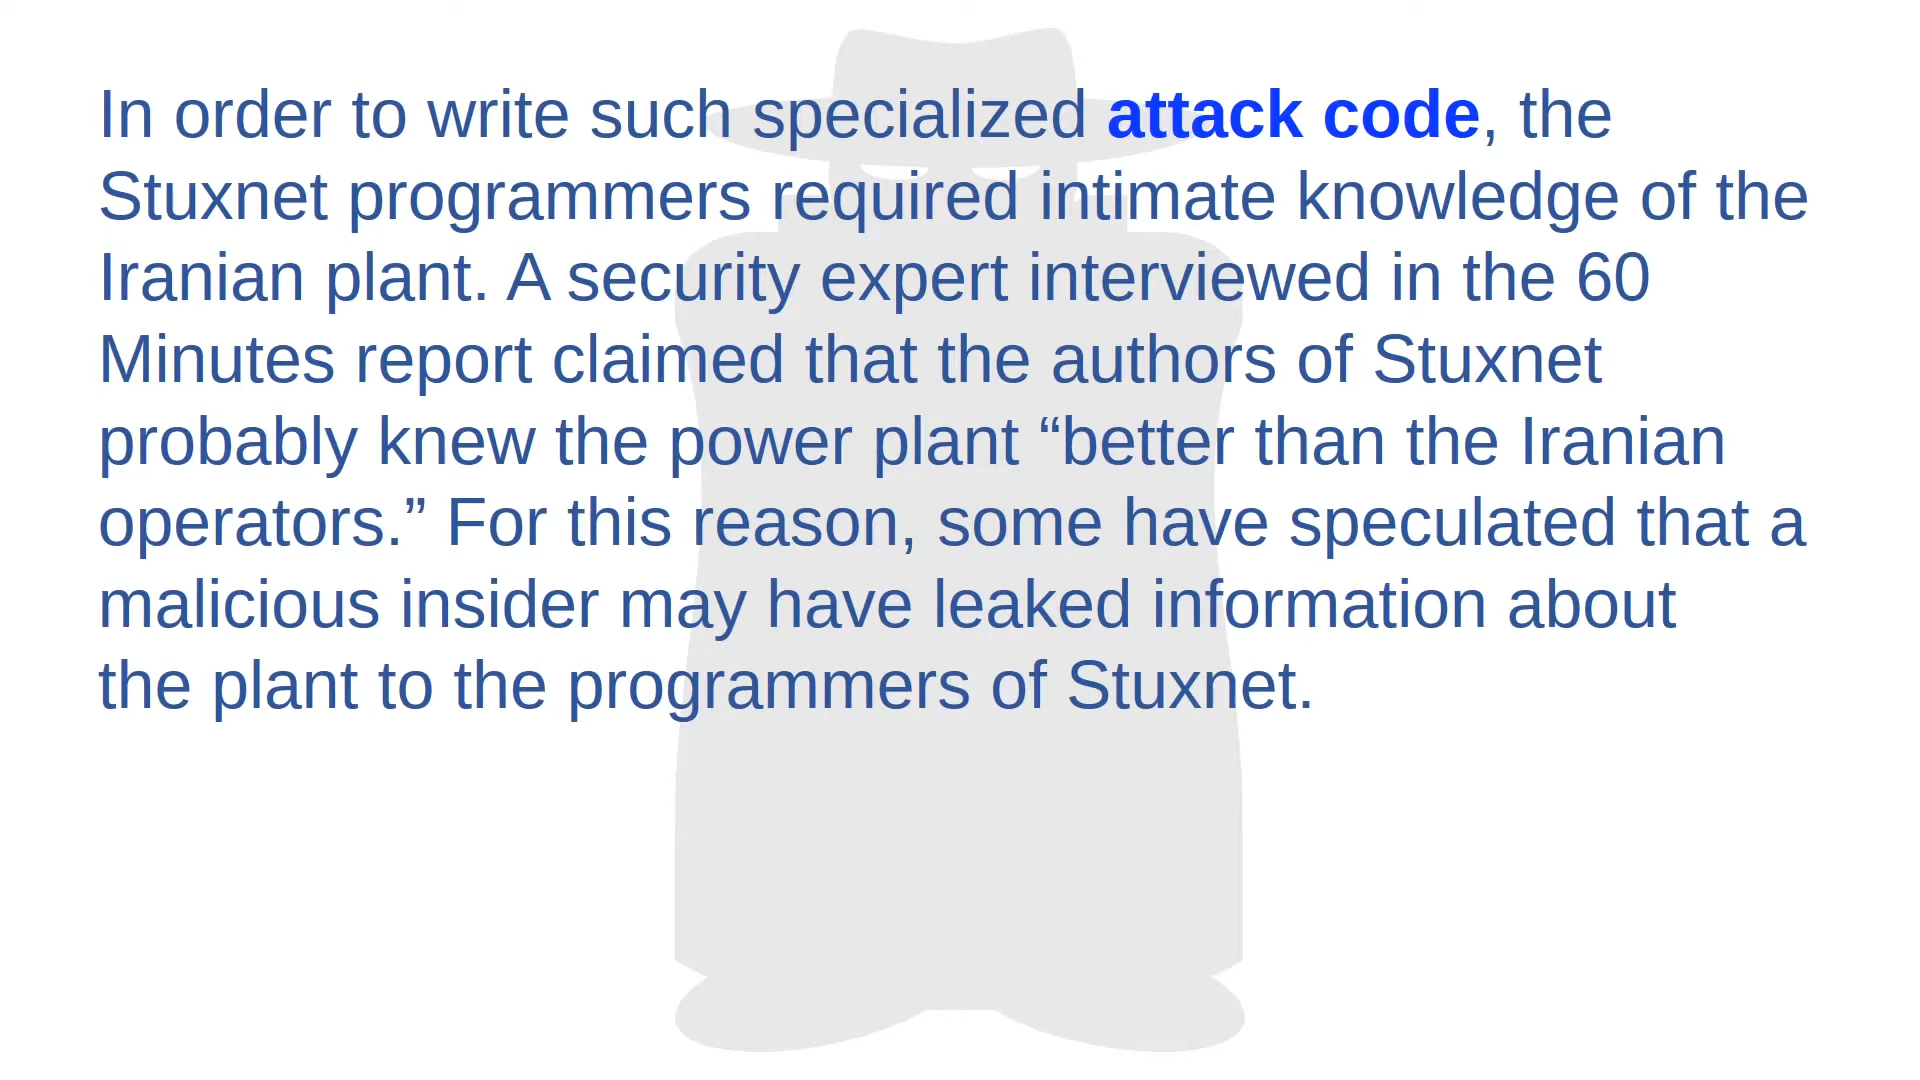 In order to write such specialized attack code, the
Stuxnet programmers required intimate knowledge of the
Iranian plant. A security expert interviewed in the 60
Minutes report claimed that the authors of Stuxnet
probably knew the power plant “better than the Iranian
operators.” For this reason, some have speculated that a
malicious insider may have leaked information about
the plant to the programmers of Stuxnet.